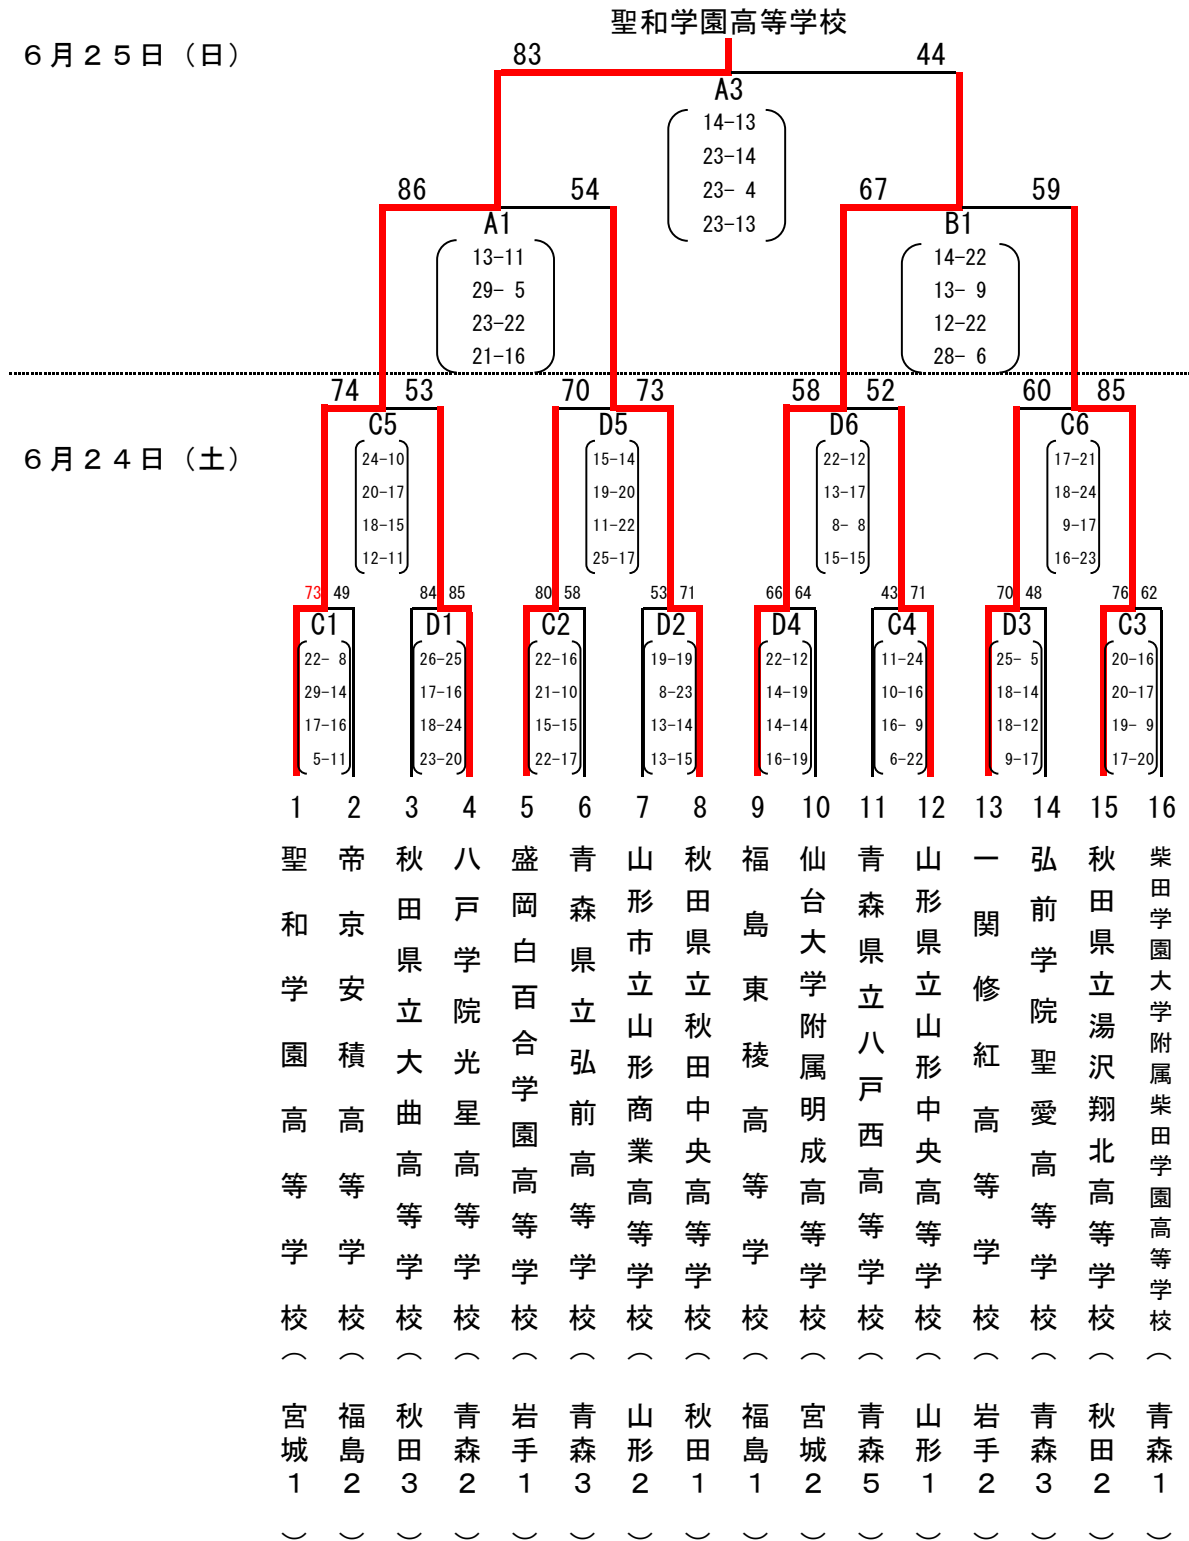 聖和学園高等学校
6月25日(日)
83 44
A3
14-13
23-14
23- 4
23-13
86 54 67 59
A1 B1
13-11 14-22
29- 5 13- 9
23-22 12-22
21-16 28- 6
74 53 70 73 58 52 60 85
C5 D5 D6 C6
6月24日(土)
24-10 15-14 22-12 17-21
20-17 19-20 13-17 18-24
18-15 11-22 8- 8 9-17
12-11 25-17 15-15 16-23
73 49 84 85 80 58 53 71 66 64 43 71 70 48 76 62
C1 D1 C2 D2 D4 C4 D3 C3
22- 8 26-25 22-16 19-19 22-12 11-24 25- 5 20-16
29-14 17-16 21-10 8-23 14-19 10-16 18-14 20-17
17-16 18-24 15-15 13-14 14-14 16- 9 18-12 19- 9
5-11 23-20 22-17 13-15 16-19 6-22 9-17 17-20
1 2 3 4 5 6 7 8 9 10 11 12 13 14 15 16
聖和学園高等学校(宮城1)
帝京安積高等学校(福島2)
秋田県立大曲高等学校(秋田3)
八戸学院光星高等学校(青森2)
盛岡白百合学園高等学校(岩手1)
青森県立弘前高等学校(青森3)
山形市立山形商業高等学校(山形2)
秋田県立秋田中央高等学校(秋田1)
福島東稜高等学校(福島1)
仙台大学附属明成高等学校(宮城2)
青森県立八戸西高等学校(青森5)
山形県立山形中央高等学校(山形1)
一関修紅高等学校(岩手2)
弘前学院聖愛高等学校(青森3)
秋田県立湯沢翔北高等学校(秋田2)
柴田学園大学附属柴田学園高等学校(青森1)